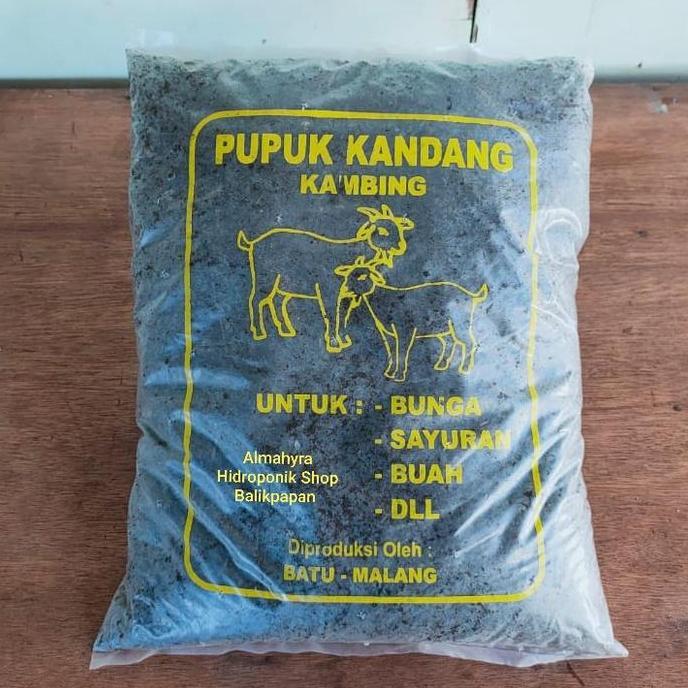 PUPUK KANDANG
KAMBING
UNTUK : - BUNGA
- SAYURAN
- BUAH
- DLL
Almahyra
Hidroponik Shop
Balikpapan
Diproduksi Oleh :
BATU - MALANG